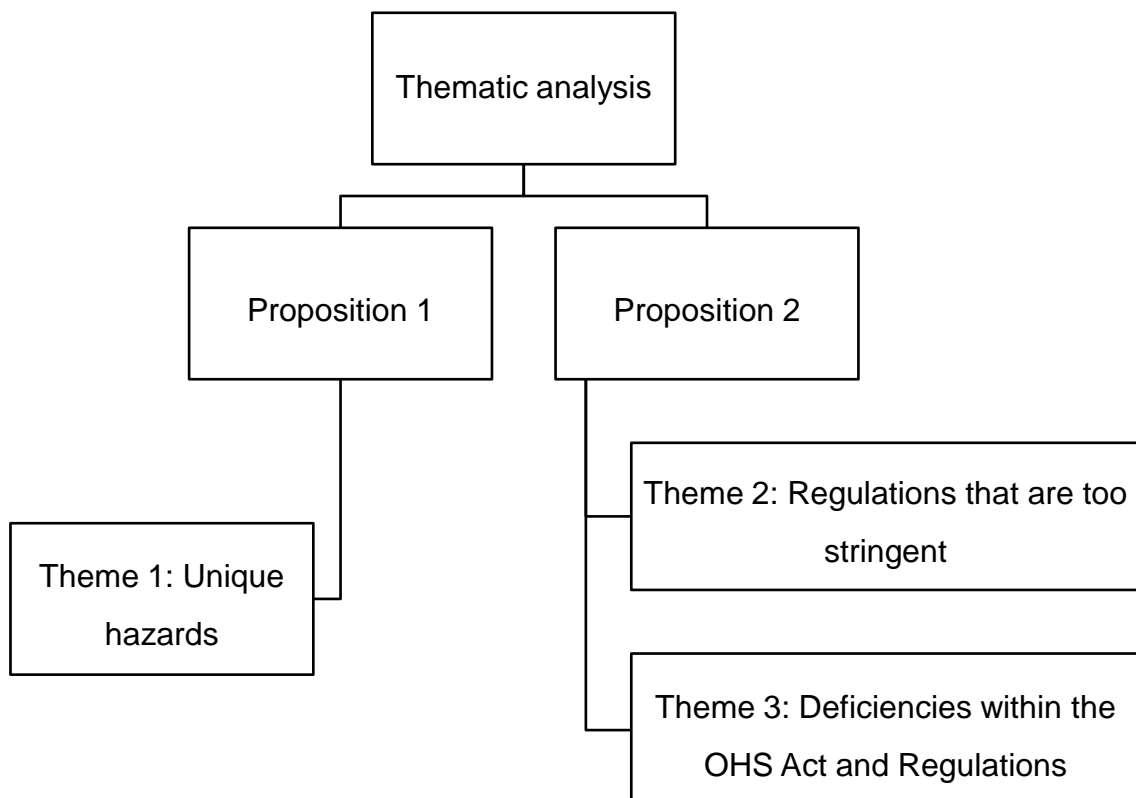 Thematic analysis
Proposition 1
Proposition 2
Theme 2: Regulations that are too
stringent
Theme 1: Unique
hazards
Theme 3: Deficiencies within the
OHS Act and Regulations